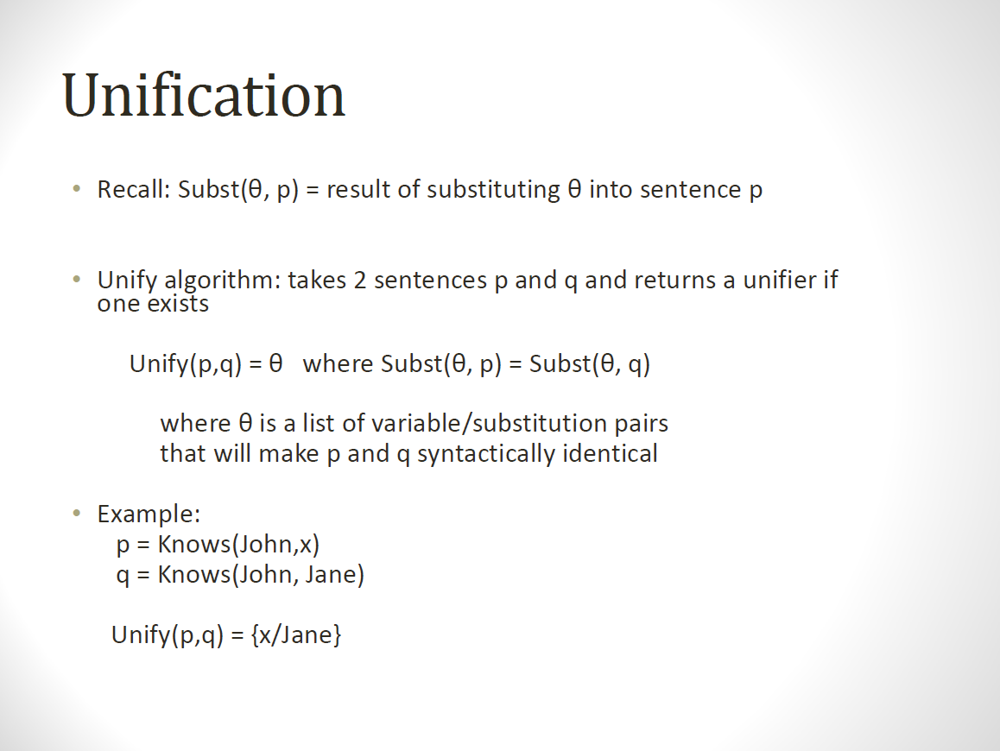 Unification
• Recall: Subst(θ, p) = result of substituting θ into sentence p
• Unify algorithm: takes 2 sentences p and q and returns a unifier if
one exists
Unify(p,q) = θ where Subst(θ, p) = Subst(θ, q)
where θ is a list of variable/substitution pairs
that will make p and q syntactically identical
• Example:
p = Knows(John,x)
q = Knows(John, Jane)
Unify(p,q) = {x/Jane}